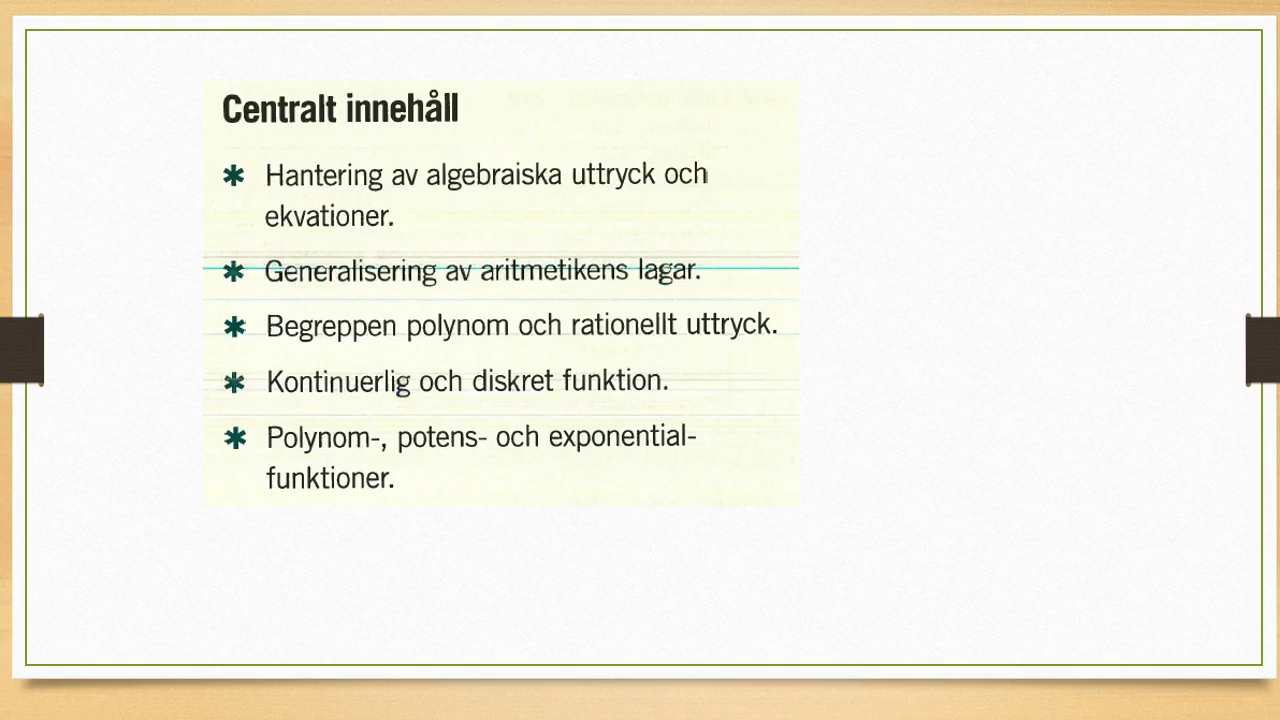 Centralt innehåll
✱ Hantering av algebraiska uttryck och
ekvationer.
✱ Generalisering av aritmetikens lagar.
✱ Begreppen polynom och rationellt uttryck.
✱ Kontinuerlig och diskret funktion.
✱ Polynom-, potens- och exponential-
funktioner.